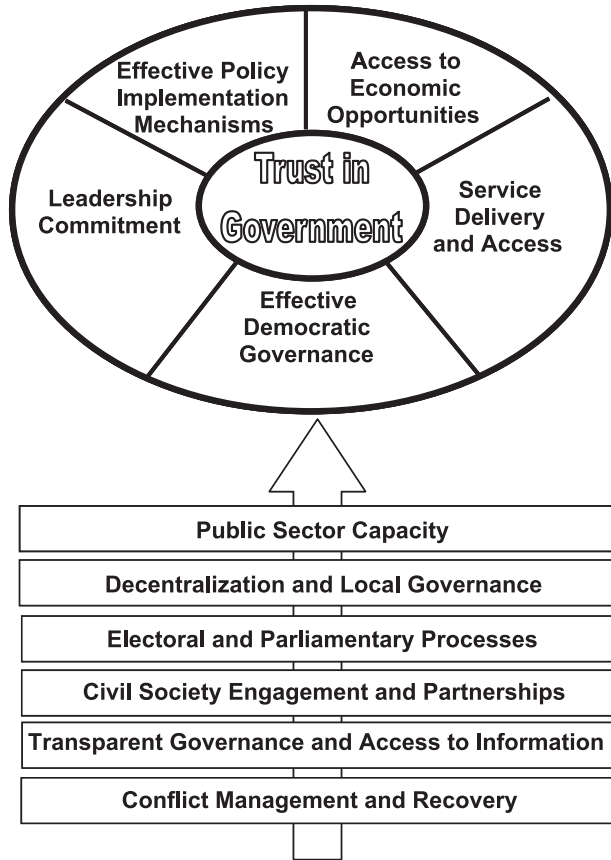 Effective Policy
Implementation
Mechanisms
Access to
Economic
Opportunities
Leadership
Commitment
Trust in
Government
Service
Delivery
and Access
Effective
Democratic
Governance
Public Sector Capacity
Decentralization and Local Governance
Electoral and Parliamentary Processes
Civil Society Engagement and Partnerships
Transparent Governance and Access to Information
Conflict Management and Recovery